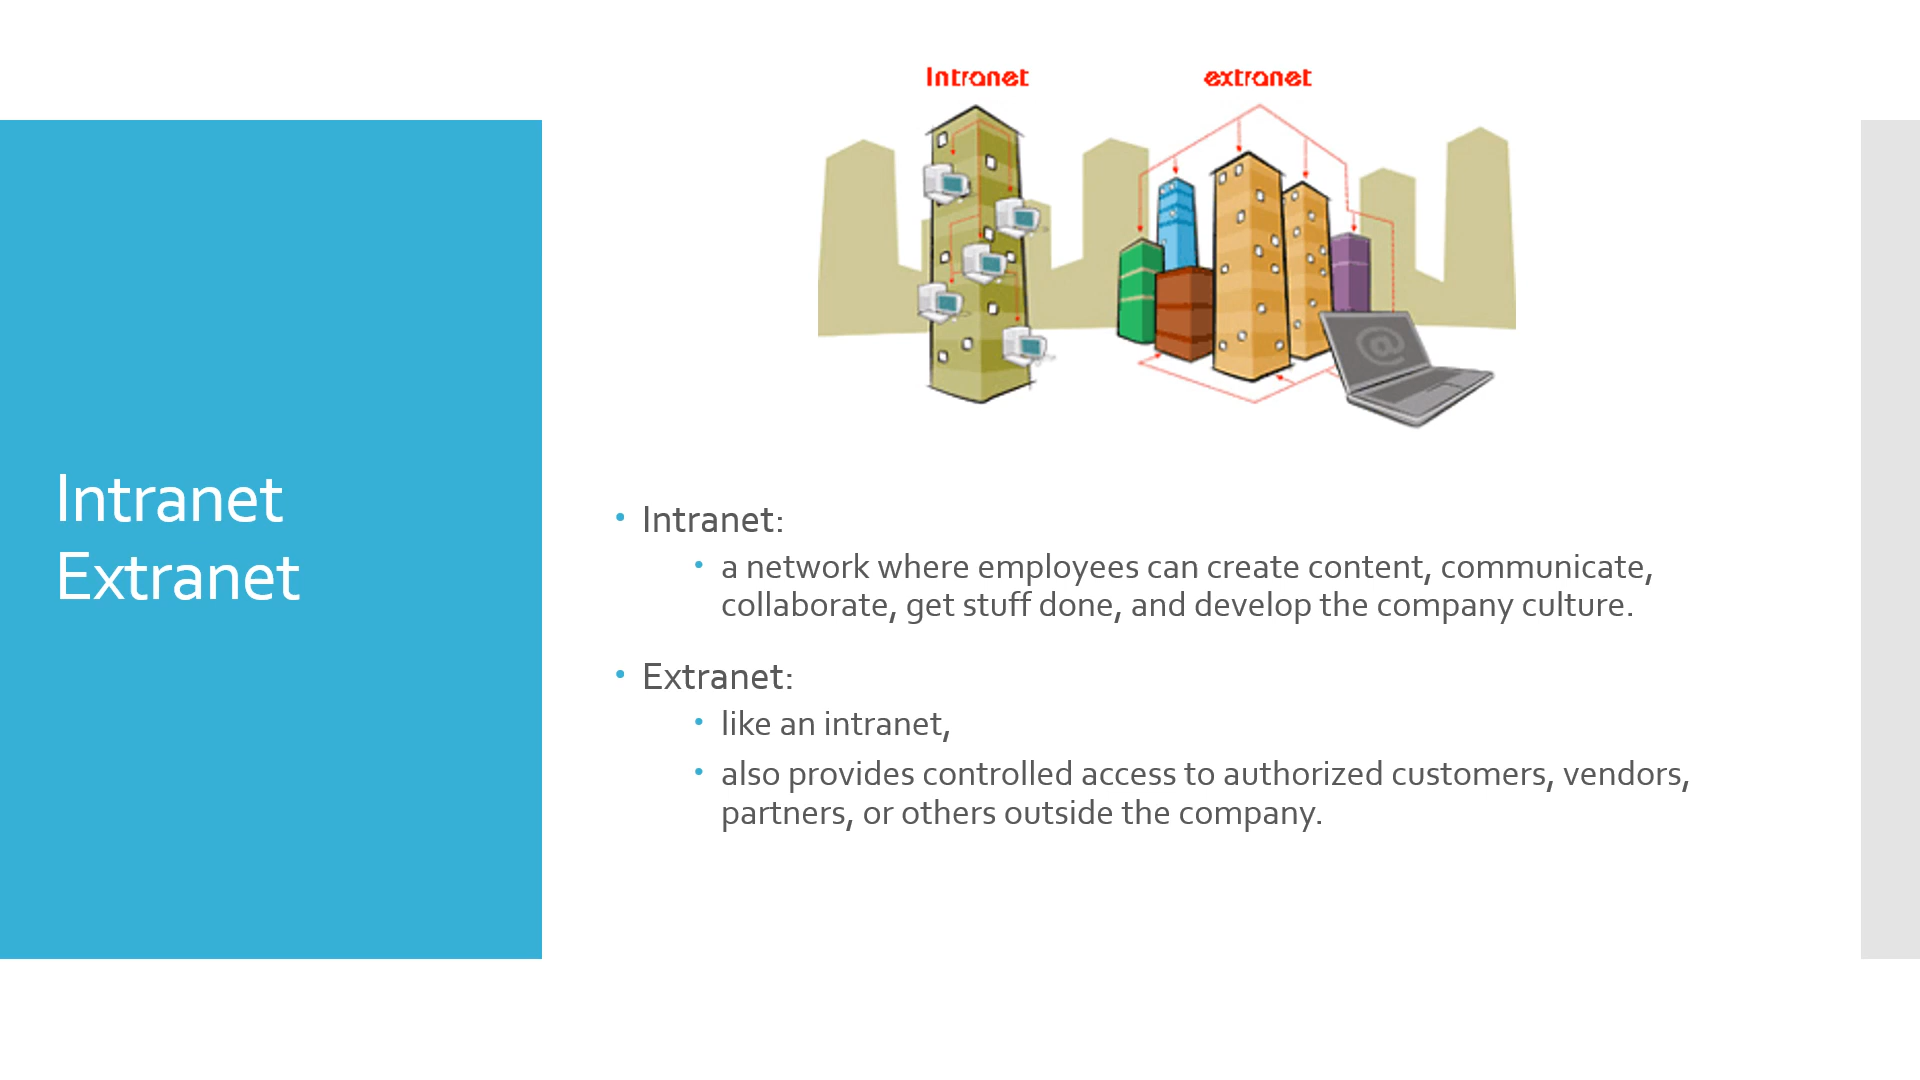 Intranet
Extranet
Intranet
extranet
@
• Intranet:
• a network where employees can create content, communicate,
collaborate, get stuff done, and develop the company culture.
• Extranet:
• like an intranet,
• also provides controlled access to authorized customers, vendors,
partners, or others outside the company.